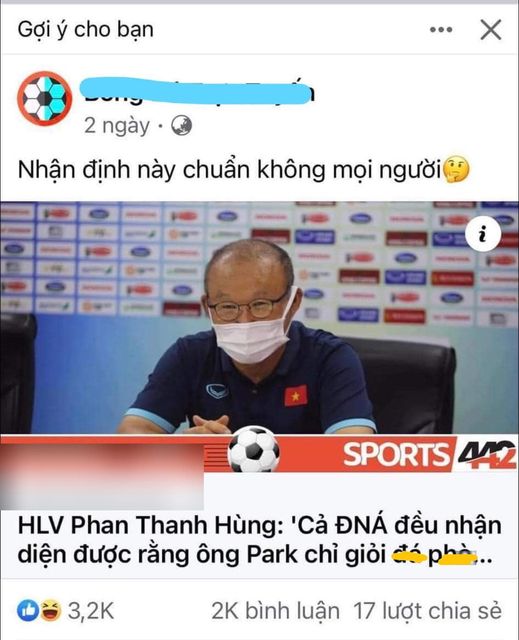 Gợi ý cho bạn
2 ngày ·
Nhận định này chuẩn không mọi người🤔
SPORTS 442
HLV Phan Thanh Hùng: 'Cả ĐNÁ đều nhận
diện được rằng ông Park chỉ giỏi
3,2K
2K bình luận 17 lượt chia sẻ